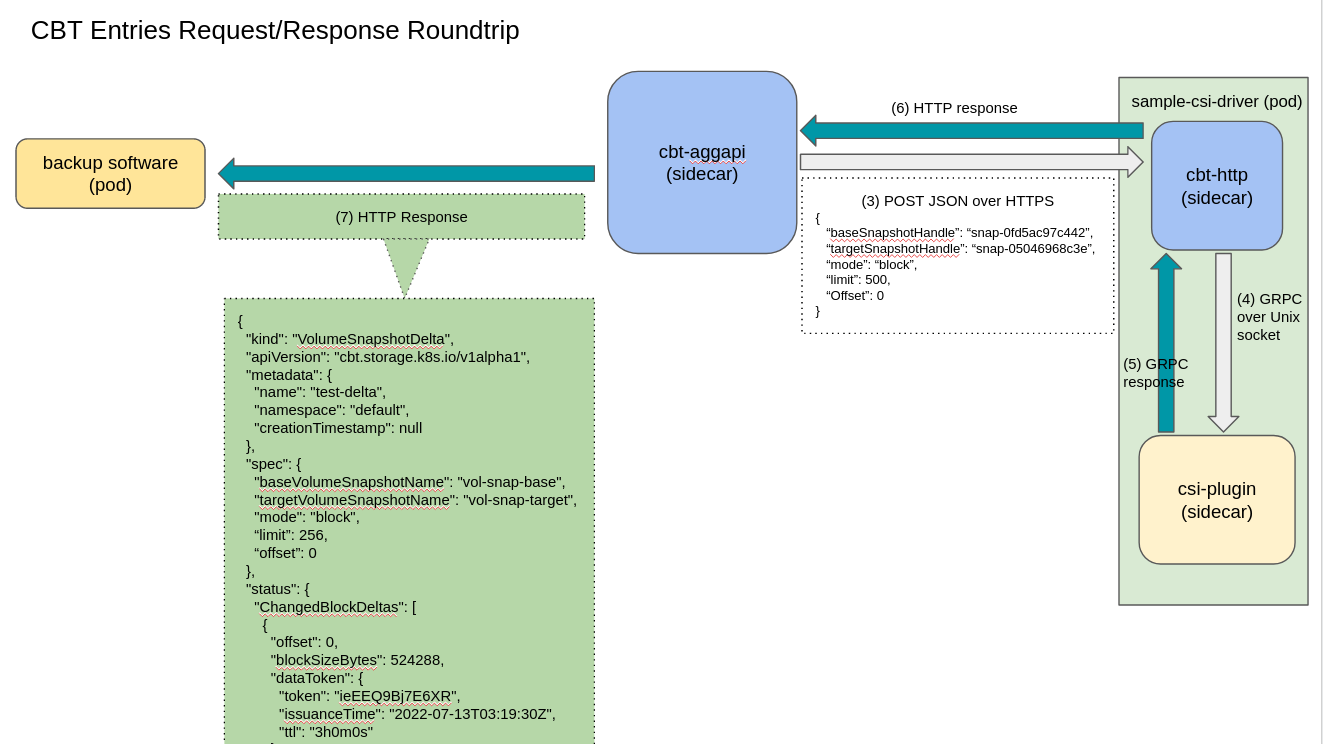 CBT Entries Request/Response Roundtrip
backup software
(pod)
(7) HTTP Response
{
"kind": "VolumeSnapshotDelta",
"apiVersion": "cbt.storage.k8s.io/v1alpha1",
"metadata": {
"name": "test-delta",
"namespace": "default",
"creationTimestamp": null
},
"spec": {
"baseVolumeSnapshotName": "vol-snap-base",
"targetVolumeSnapshotName": "vol-snap-target",
"mode": "block",
“limit”: 256,
“offset”: 0
},
"status": {
"ChangedBlockDeltas": [
{
"offset": 0,
"blockSizeBytes": 524288,
"dataToken": {
"token": "ieEEQ9Bj7E6XR",
"issuanceTime": "2022-07-13T03:19:30Z",
"ttl": "3h0m0s"
cbt-aggapi
(sidecar)
(6) HTTP response
(3) POST JSON over HTTPS
{
“baseSnapshotHandle”: “snap-0fd5ac97c442”,
“targetSnapshotHandle”: “snap-05046968c3e”,
“mode”: “block”,
“limit”: 500,
“Offset”: 0
}
sample-csi-driver (pod)
cbt-http
(sidecar)
(4) GRPC
over Unix
socket
(5) GRPC
response
csi-plugin
(sidecar)